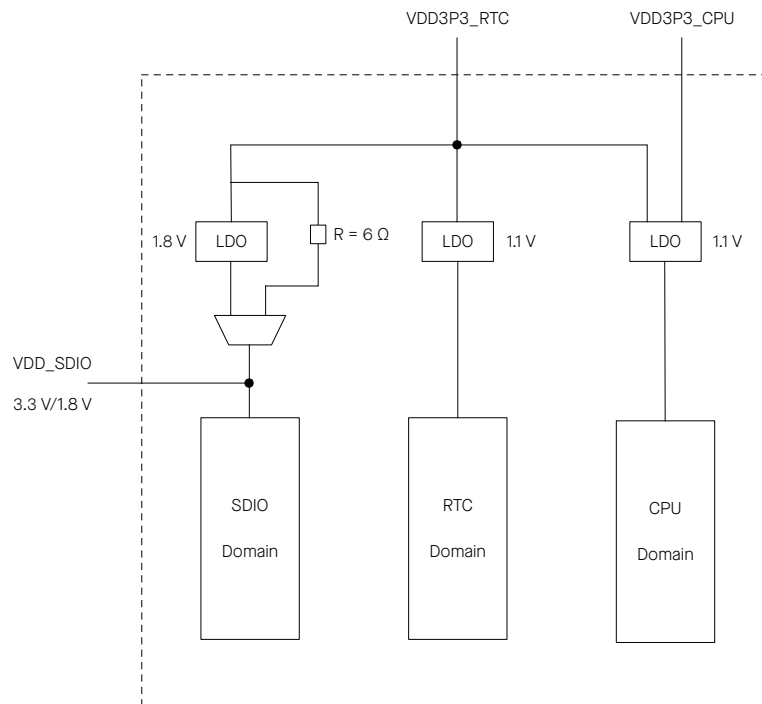 VDD3P3_RTC
VDD3P3_CPU
1.8 V
LDO
R = 6 Ω
LDO
1.1 V
LDO
1.1 V
VDD_SDIO
3.3 V/1.8 V
SDIO
Domain
RTC
Domain
CPU
Domain